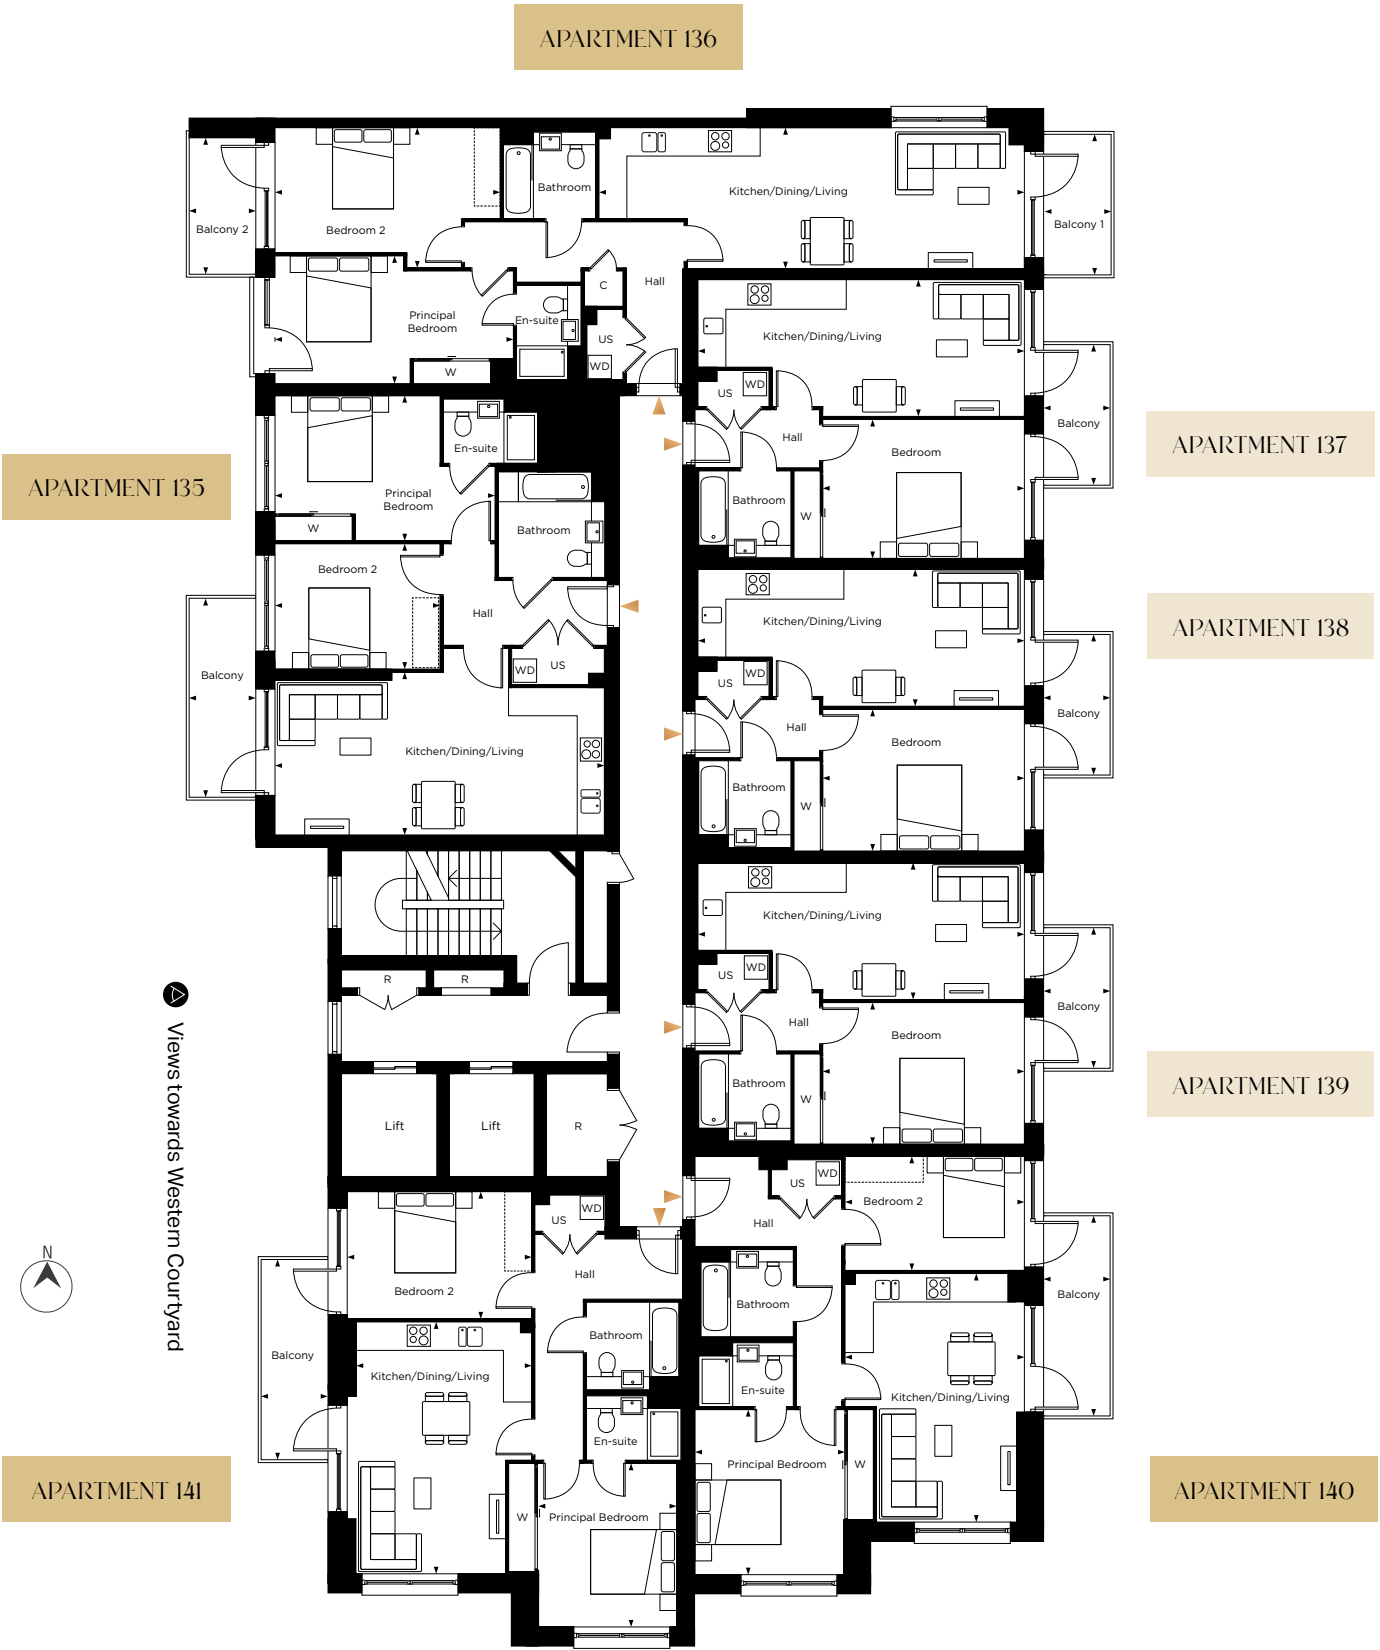 APARTMENT 136
Bedroom 2
Balcony 2
Bathroom
Kitchen/Dining/Living
Balcony 1
Principal
Bedroom
W
En-suite
C
Hall
US
WD
APARTMENT 135
Principal
Bedroom
W
En-suite
Bathroom
Bedroom 2
Hall
WD
US
Balcony
Kitchen/Dining/Living
APARTMENT 137
Kitchen/Dining/Living
US
WD
Hall
Bedroom
Balcony
Bathroom
W
APARTMENT 138
Kitchen/Dining/Living
US
WD
Hall
Bedroom
Balcony
Bathroom
W
APARTMENT 139
Kitchen/Dining/Living
US
WD
Hall
Bedroom
Balcony
Bathroom
W
R
R
Lift
Lift
R
Views towards Western Courtyard
N
APARTMENT 140
US
WD
Hall
Bedroom 2
Balcony
Bathroom
En-suite
Kitchen/Dining/Living
Principal Bedroom
W
APARTMENT 141
Bedroom 2
US
WD
Hall
Balcony
Bathroom
Kitchen/Dining/Living
En-suite
W
Principal Bedroom